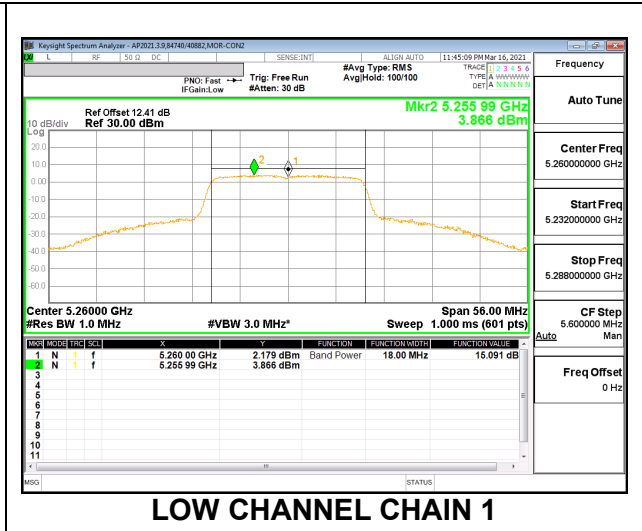 Keysight Spectrum Analyzer - AP2021.3.9,84740/40882,MOR-CON2
L RF 50 Ω DC SENSE:INT ALIGN AUTO 11:45:09 PM Mar 16, 2021
#Avg Type: RMS TRACE 1 2 3 4 5 6
PNO: Fast Trig: Free Run Avg|Hold: 100/100 TYPE A WWWWW
IFGain:Low #Atten: 30 dB DET A N N N N N
Frequency
Mkr2 5.255 99 GHz
3.866 dBm
Ref Offset 12.41 dB
10 dB/div Ref 30.00 dBm
Log
20.0
10.0
0.00
-10.0
-20.0
-30.0
-40.0
-50.0
-60.0
2
1
Center 5.26000 GHz Span 56.00 MHz
#Res BW 1.0 MHz #VBW 3.0 MHz* Sweep 1.000 ms (601 pts)
MKR MODE TRC SCL X Y FUNCTION FUNCTION WIDTH FUNCTION VALUE
1 N 1 f 5.260 00 GHz 2.179 dBm Band Power 18.00 MHz 15.091 dB
2 N 1 f 5.255 99 GHz 3.866 dBm
3
4
5
6
7
8
9
10
11
MSG STATUS
Auto Tune
Center Freq
5.260000000 GHz
Start Freq
5.232000000 GHz
Stop Freq
5.288000000 GHz
CF Step
5.600000 MHz
Auto Man
Freq Offset
0 Hz
LOW CHANNEL CHAIN 1